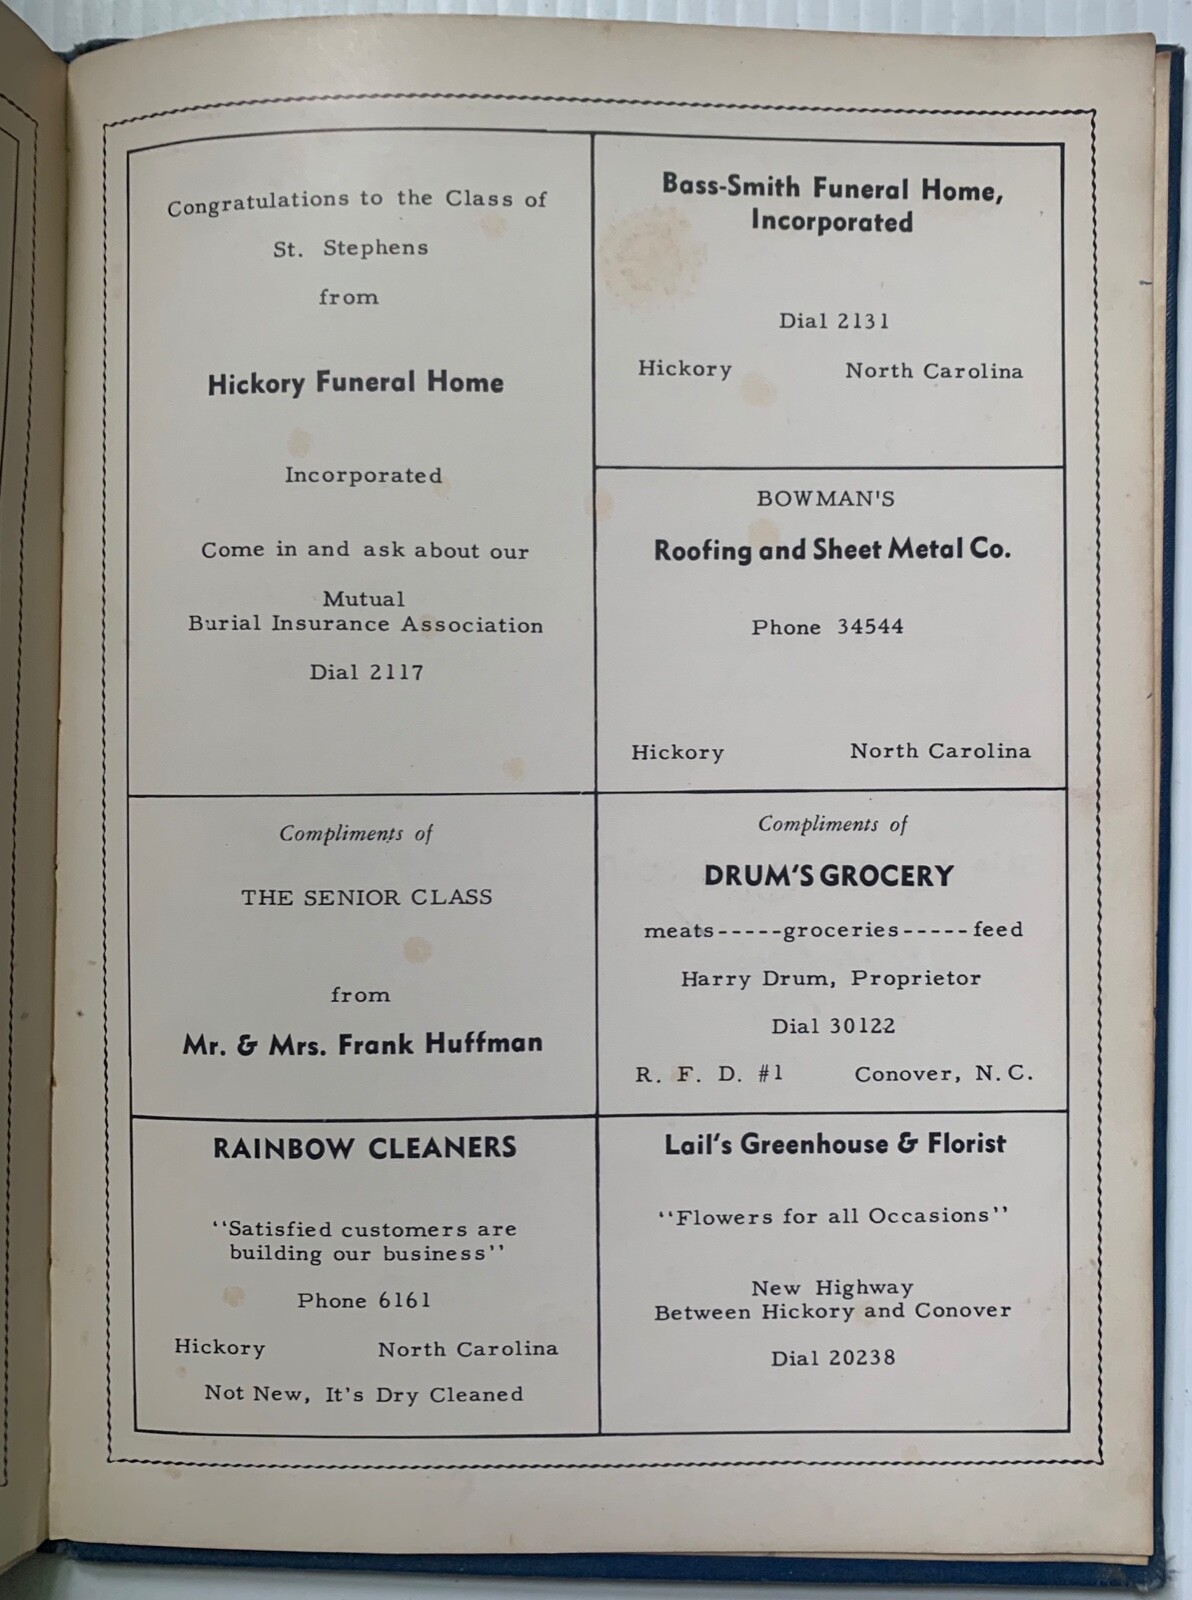 Congratulations to the Class of
St. Stephens
from
Hickory Funeral Home
Incorporated
Come in and ask about our
Mutual
Burial Insurance Association
Dial 2117
Bass-Smith Funeral Home,
Incorporated
Dial 2131
Hickory North Carolina
BOWMAN'S
Roofing and Sheet Metal Co.
Phone 34544
Hickory North Carolina
Compliments of
THE SENIOR CLASS
from
Mr. & Mrs. Frank Huffman
Compliments of
DRUM'S GROCERY
meats-----groceries-----feed
Harry Drum, Proprietor
Dial 30122
R. F. D. #1 Conover, N.C.
RAINBOW CLEANERS
''Satisfied customers are
building our business''
Phone 6161
Hickory North Carolina
Not New, It's Dry Cleaned
Lail's Greenhouse & Florist
''Flowers for all Occasions''
New Highway
Between Hickory and Conover
Dial 20238